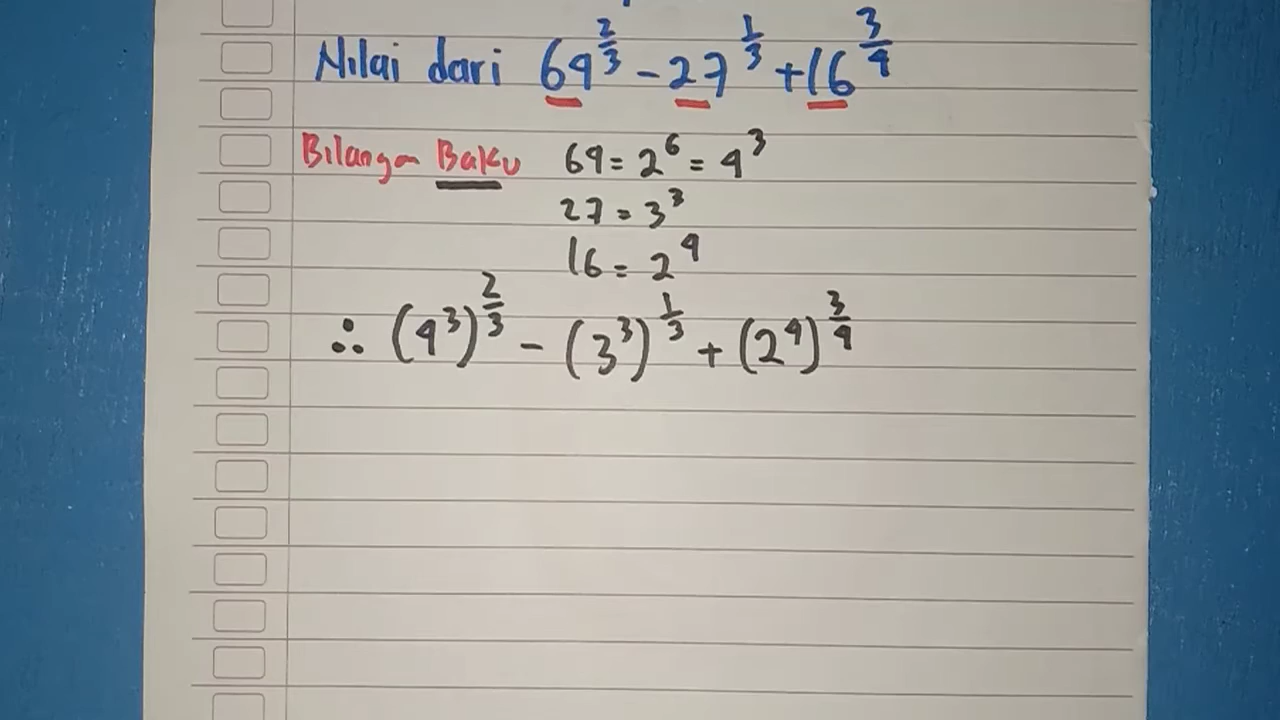 Nilai dari 64^(2/3) - 27^(1/3) + 16^(3/4)
Bilangan Baku 64 = 2^6 = 4^3
27 = 3^3
16 = 2^4
∴ (4^3)^(2/3) - (3^3)^(1/3) + (2^4)^(3/4)